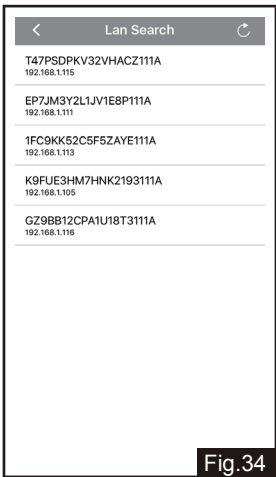 Lan Search
T47PSDPKV32VHACZ111A
192.168.1.115
EP7JM3Y2L1JV1E8P111A
192.168.1.111
1FC9KK52C5F5ZAYE111A
192.168.1.113
K9FUE3HM7HNK2193111A
192.168.1.105
GZ9BB12CPA1U18T3111A
192.168.1.116
Fig.34